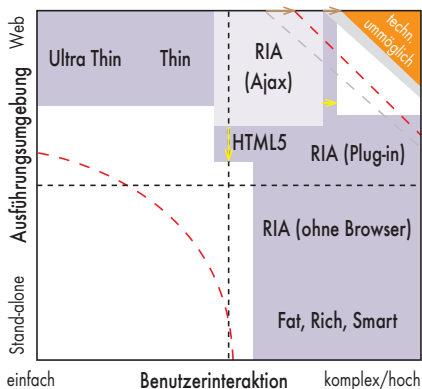 Web
Ausführungsumgebung
Stand-alone
Ultra Thin
Thin
RIA
(Ajax)
techn.
ummöglich
HTML5
RIA (Plug-in)
RIA (ohne Browser)
Fat, Rich, Smart
einfach
Benutzerinteraktion
komplex/hoch